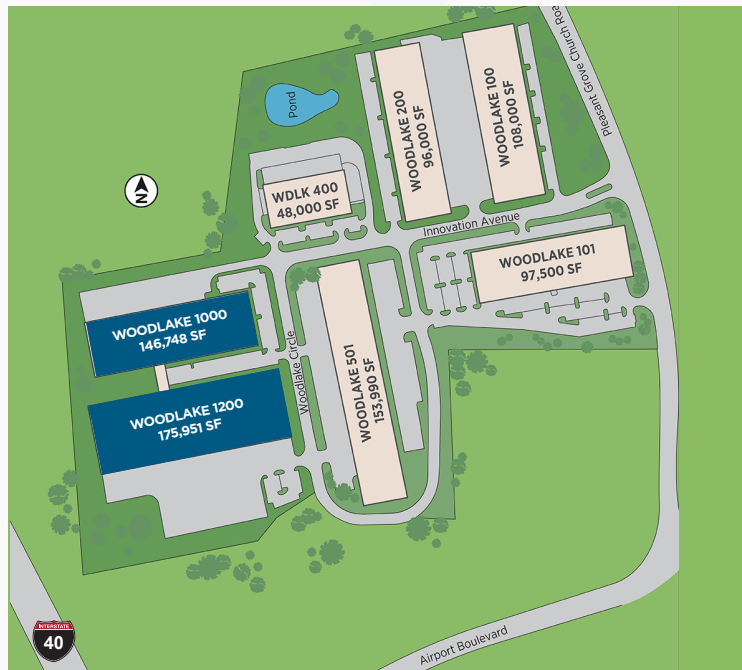 Pleasant Grove Church Roa
Pond
WOODLAKE 200
96,000 SF
WOODLAKE 100
108,000 SF
N
WDLK 400
48,000 SF
Innovation Avenue
WOODLAKE 101
97,500 SF
WOODLAKE 1000
146,748 SF
Woodlake Circle
WOODLAKE 501
153,990 SF
WOODLAKE 1200
175,951 SF
INTERSTATE
40
Airport Boulevard